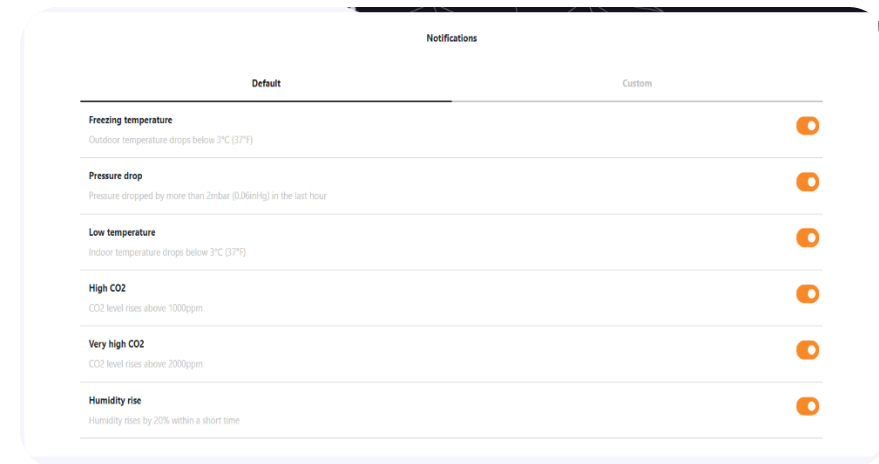 Notifications
Default
Custom
Freezing temperature
Outdoor temperature drops below 3°C (37°F)
Pressure drop
Pressure dropped by more than 2mbar (0.06inHg) in the last hour
Low temperature
Indoor temperature drops below 3°C (37°F)
High CO2
CO2 level rises above 1000ppm
Very high CO2
CO2 level rises above 2000ppm
Humidity rise
Humidity rises by 20% within a short time